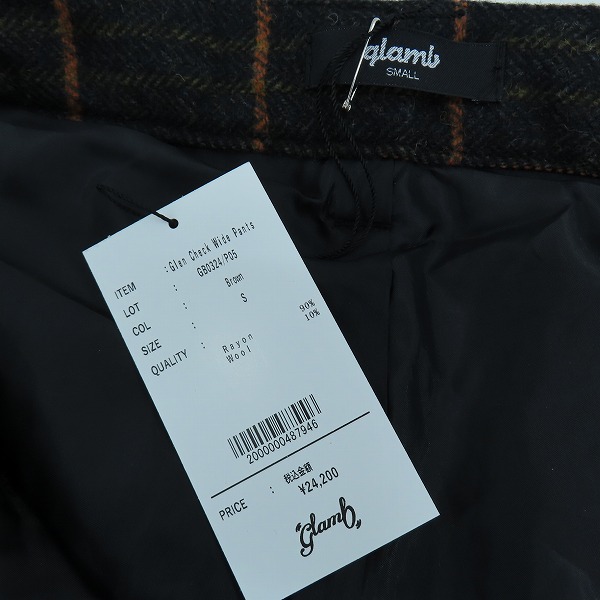 glamb
SMALL
ITEM : Glen Check Wide Pants
LOT : GB0324/P05
COL : Brown
SIZE : S
QUALITY : Rayon 90%
Wool 10%
2000000487946
税込金額
PRICE : ¥24,200
"Glamb"